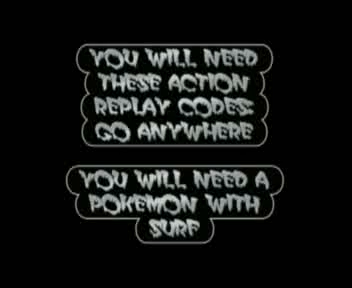 YOU WILL NEED
THESE ACTION
REPLAY CODES:
GO ANYWHERE
YOU WILL NEED A
POKEMON WITH
SURF